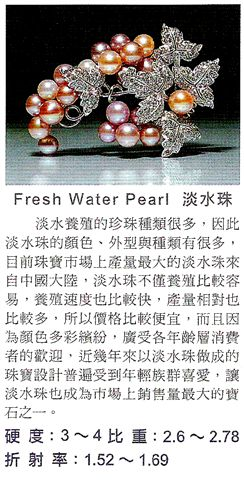 Fresh Water Pearl 淡水珠
淡水養殖的珍珠種類很多，因此
淡水珠的顏色、外型與種類有很多，
目前珠寶市場上產量最大的淡水珠來
自中國大陸，淡水珠不僅養殖比較容
易，養殖速度也比較快，產量相對也
比較多，所以價格比較便宜，而且因
為顏色多彩繽紛，廣受各年齡層消費
者的歡迎，近幾年來以淡水珠做成的
珠寶設計普遍受到年輕族群喜愛，讓
淡水珠也成為市場上銷售量最大的寶
石之一。
硬度：3～4 比重：2.6～2.78
折射率：1.52～1.69